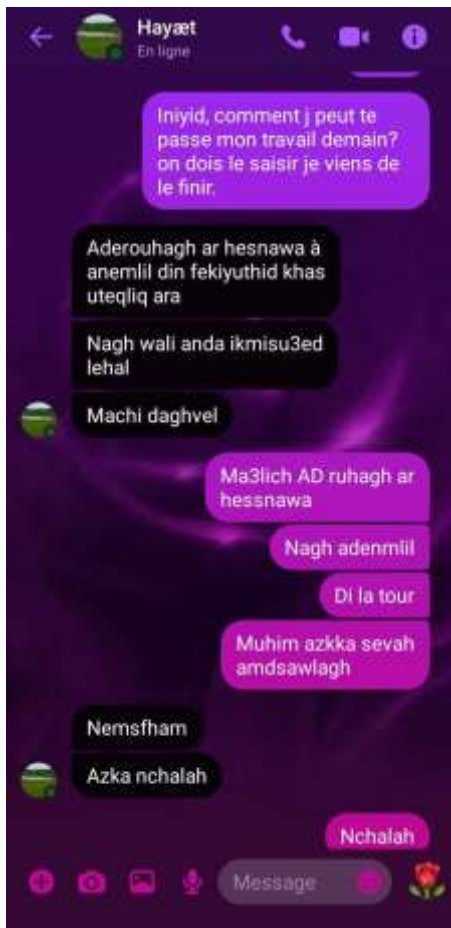 Hayæt
En ligne
Iniyid, comment j peut te
passe mon travail demain?
on dois le saisir je viens de
le finir.
Aderouhagh ar hesnawa à
anemlil din fekiyuthid khas
uteqliq ara
Nagh wali anda ikmisu3ed
lehal
Machi daghvel
Ma3lich AD ruhagh ar
hessnawa
Nagh adenmlil
Di la tour
Muhim azkka sevah
amdsawlagh
Nemsfham
Azka nchalah
Nchalah
Message